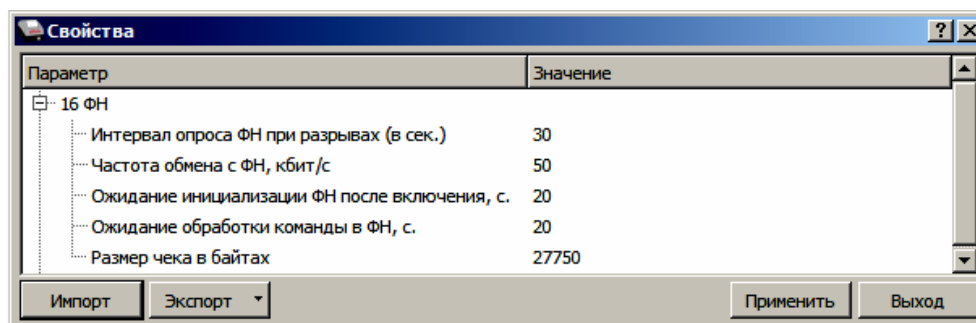 Свойства
Параметр Значение
16 ФН
Интервал опроса ФН при разрывах (в сек.) 30
Частота обмена с ФН, кбит/с 50
Ожидание инициализации ФН после включения, с. 20
Ожидание обработки команды в ФН, с. 20
Размер чека в байтах 27750
Импорт Экспорт Применить Выход